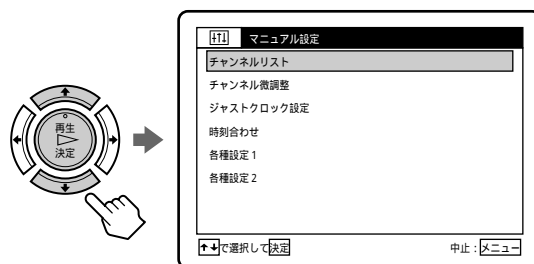 再生
決定
マニュアル設定
チャンネルリスト
チャンネル微調整
ジャストクロック設定
時刻合わせ
各種設定 1
各種設定 2
↑↓で選択して決定
中止：メニュー